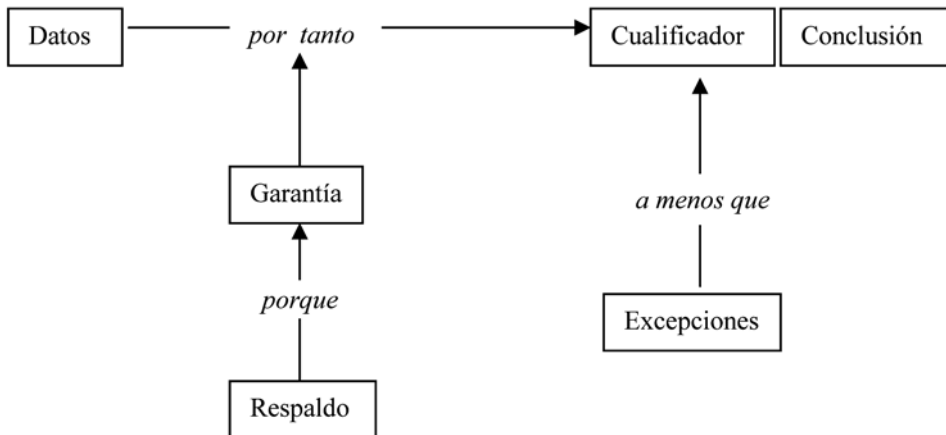 Datos
por tanto
Cualificador
Conclusión
Garantía
a menos que
porque
Excepciones
Respaldo